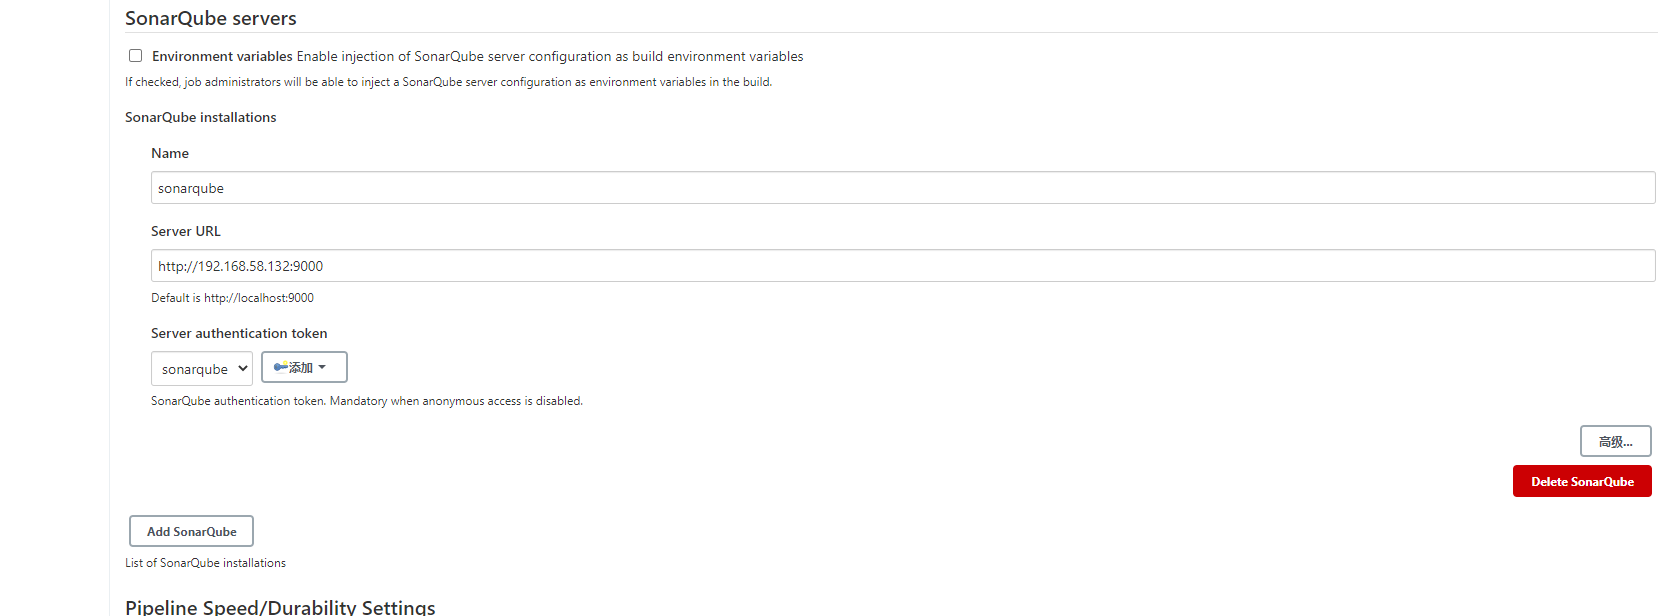 SonarQube servers
Environment variables Enable injection of SonarQube server configuration as build environment variables
If checked, job administrators will be able to inject a SonarQube server configuration as environment variables in the build.
SonarQube installations
Name
sonarqube
Server URL
http://192.168.58.132:9000
Default is http://localhost:9000
Server authentication token
sonarqube 添加
SonarQube authentication token. Mandatory when anonymous access is disabled.
高级...
Delete SonarQube
Add SonarQube
List of SonarQube installations
Pipeline Speed/Durability Settings